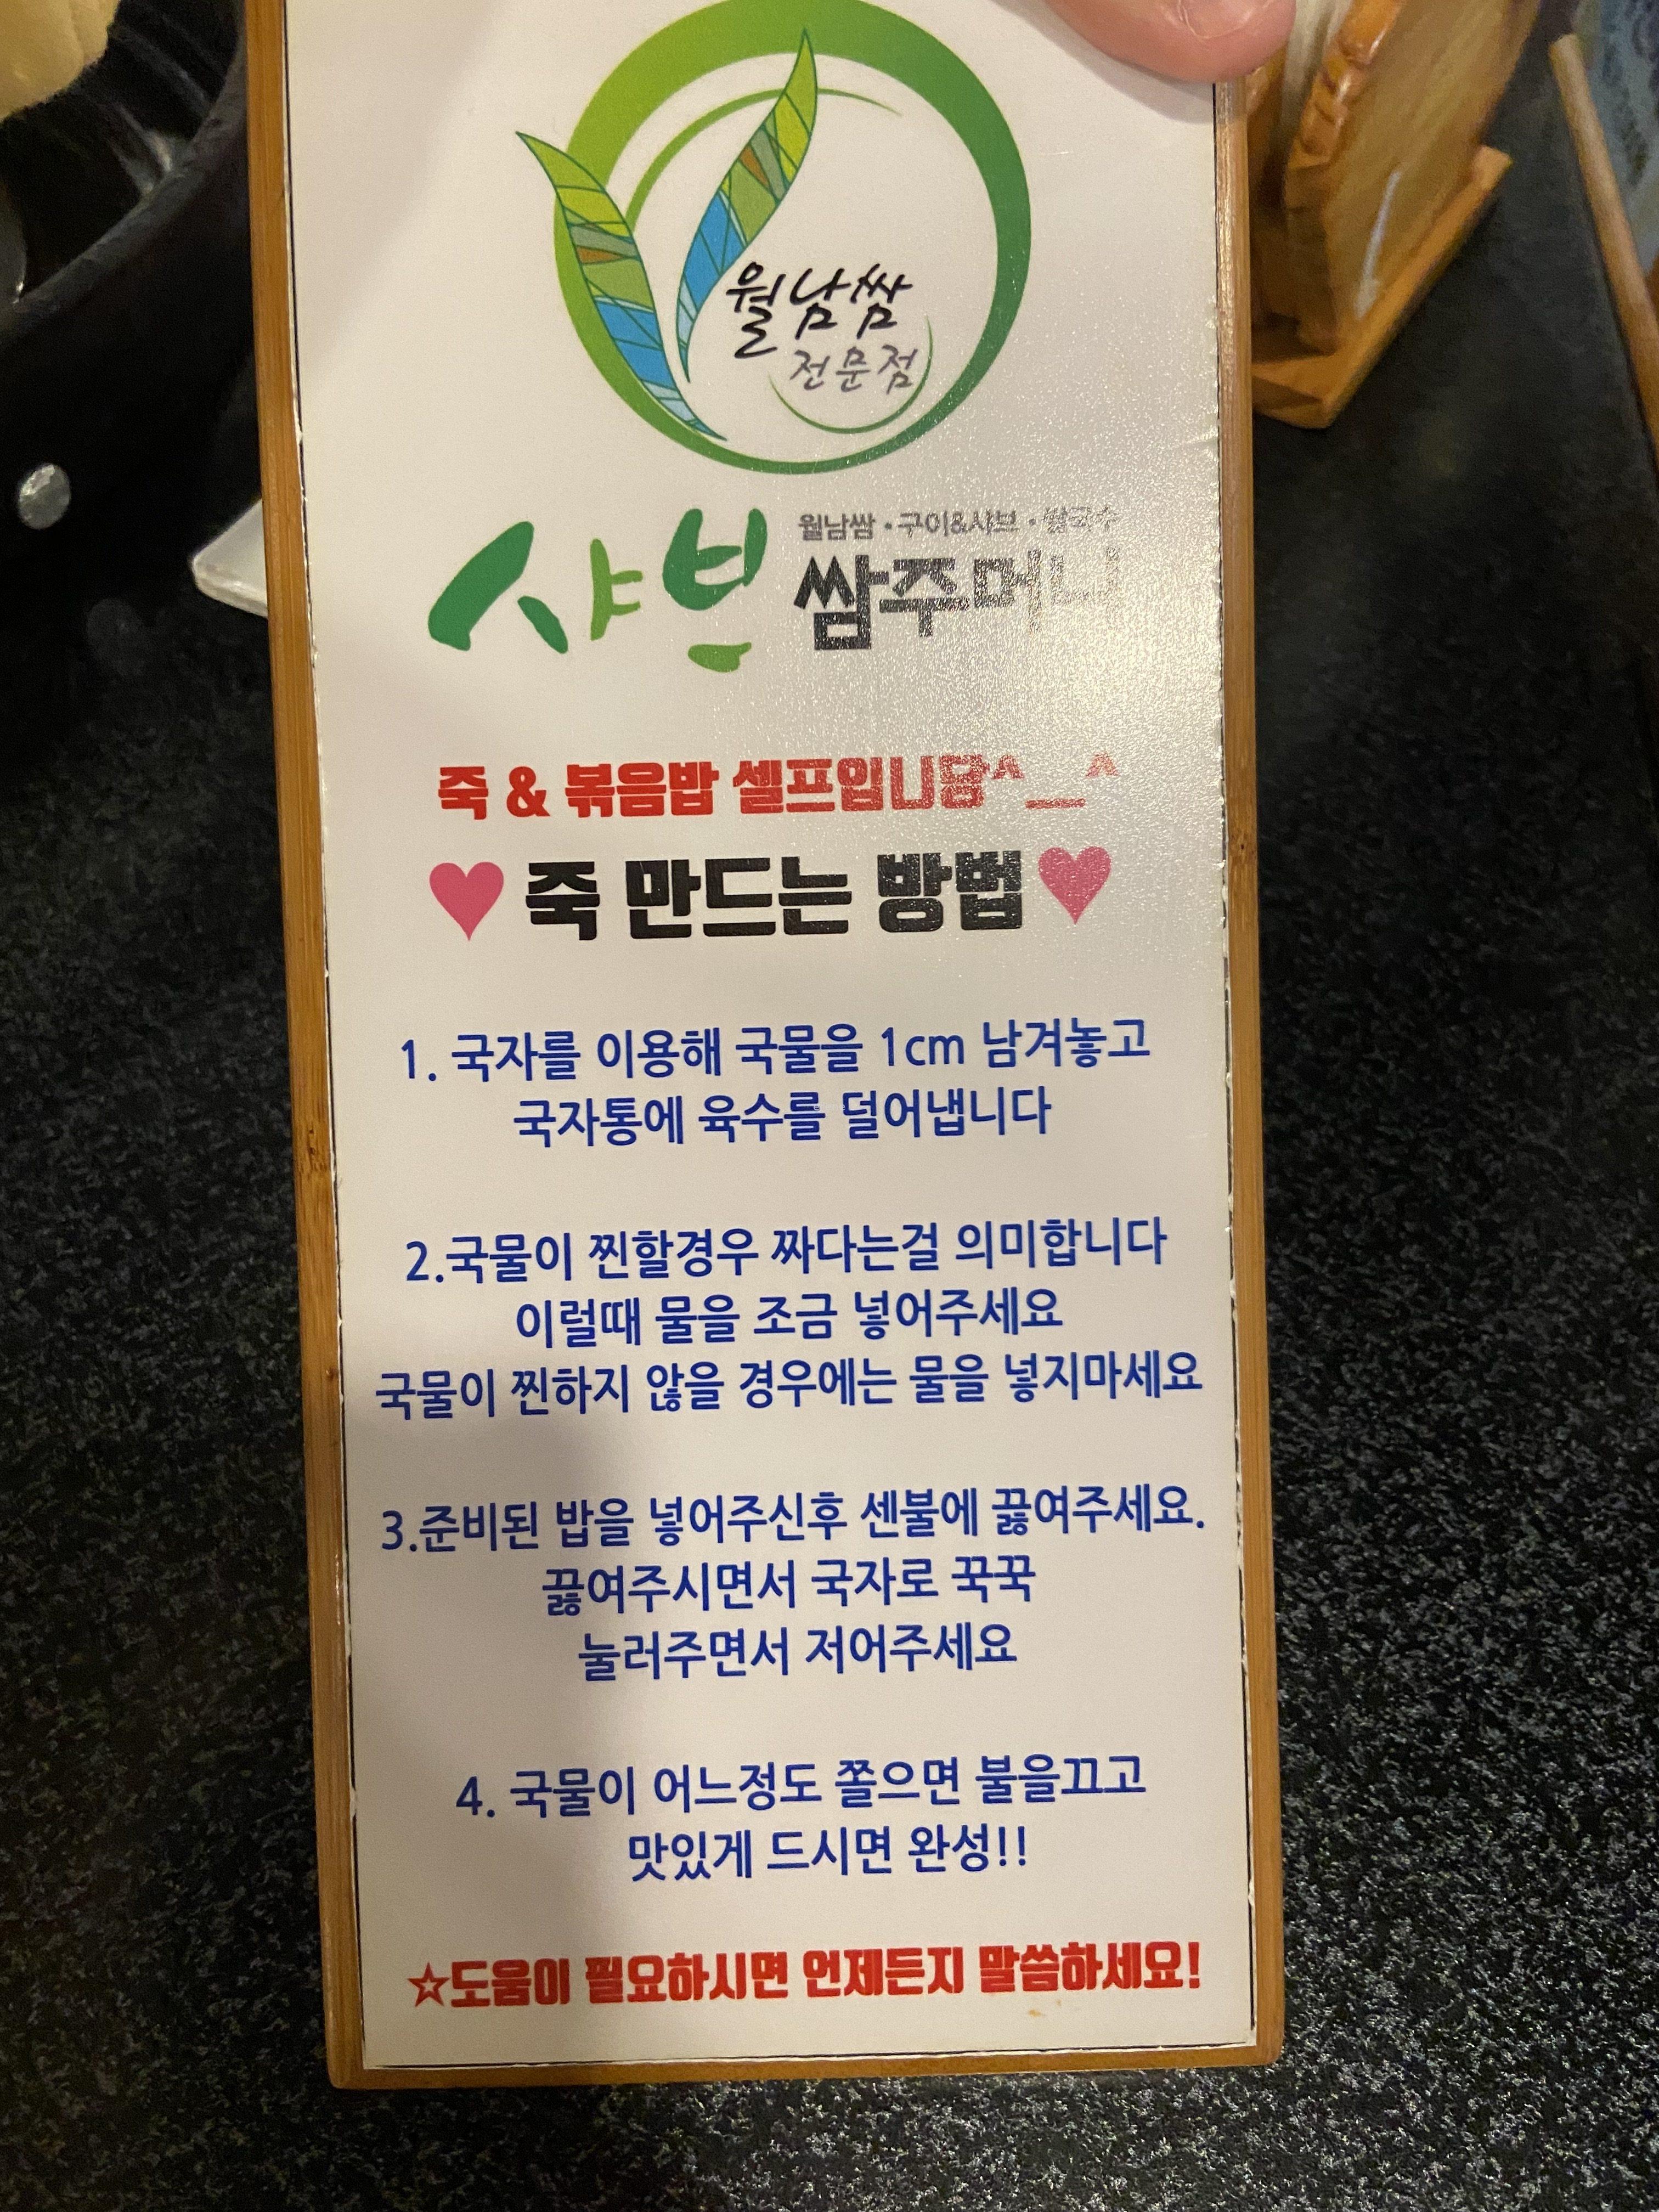 월남쌈
전문점
월남쌈·구이&샤브·쌀국수
샤브 쌈주머니
죽 & 볶음밥 셀프입니담^__^
♥ 죽 만드는 방법 ♥
1. 국자를 이용해 국물을 1cm 남겨놓고
국자통에 육수를 덜어냅니다
2.국물이 찐할경우 짜다는걸 의미합니다
이럴때 물을 조금 넣어주세요
국물이 찐하지 않을 경우에는 물을 넣지마세요
3.준비된 밥을 넣어주신후 센불에 끓여주세요.
끓여주시면서 국자로 꾹꾹
눌러주면서 저어주세요
4. 국물이 어느정도 쫄으면 불을끄고
맛있게 드시면 완성!!
☆도움이 필요하시면 언제든지 말씀하세요!